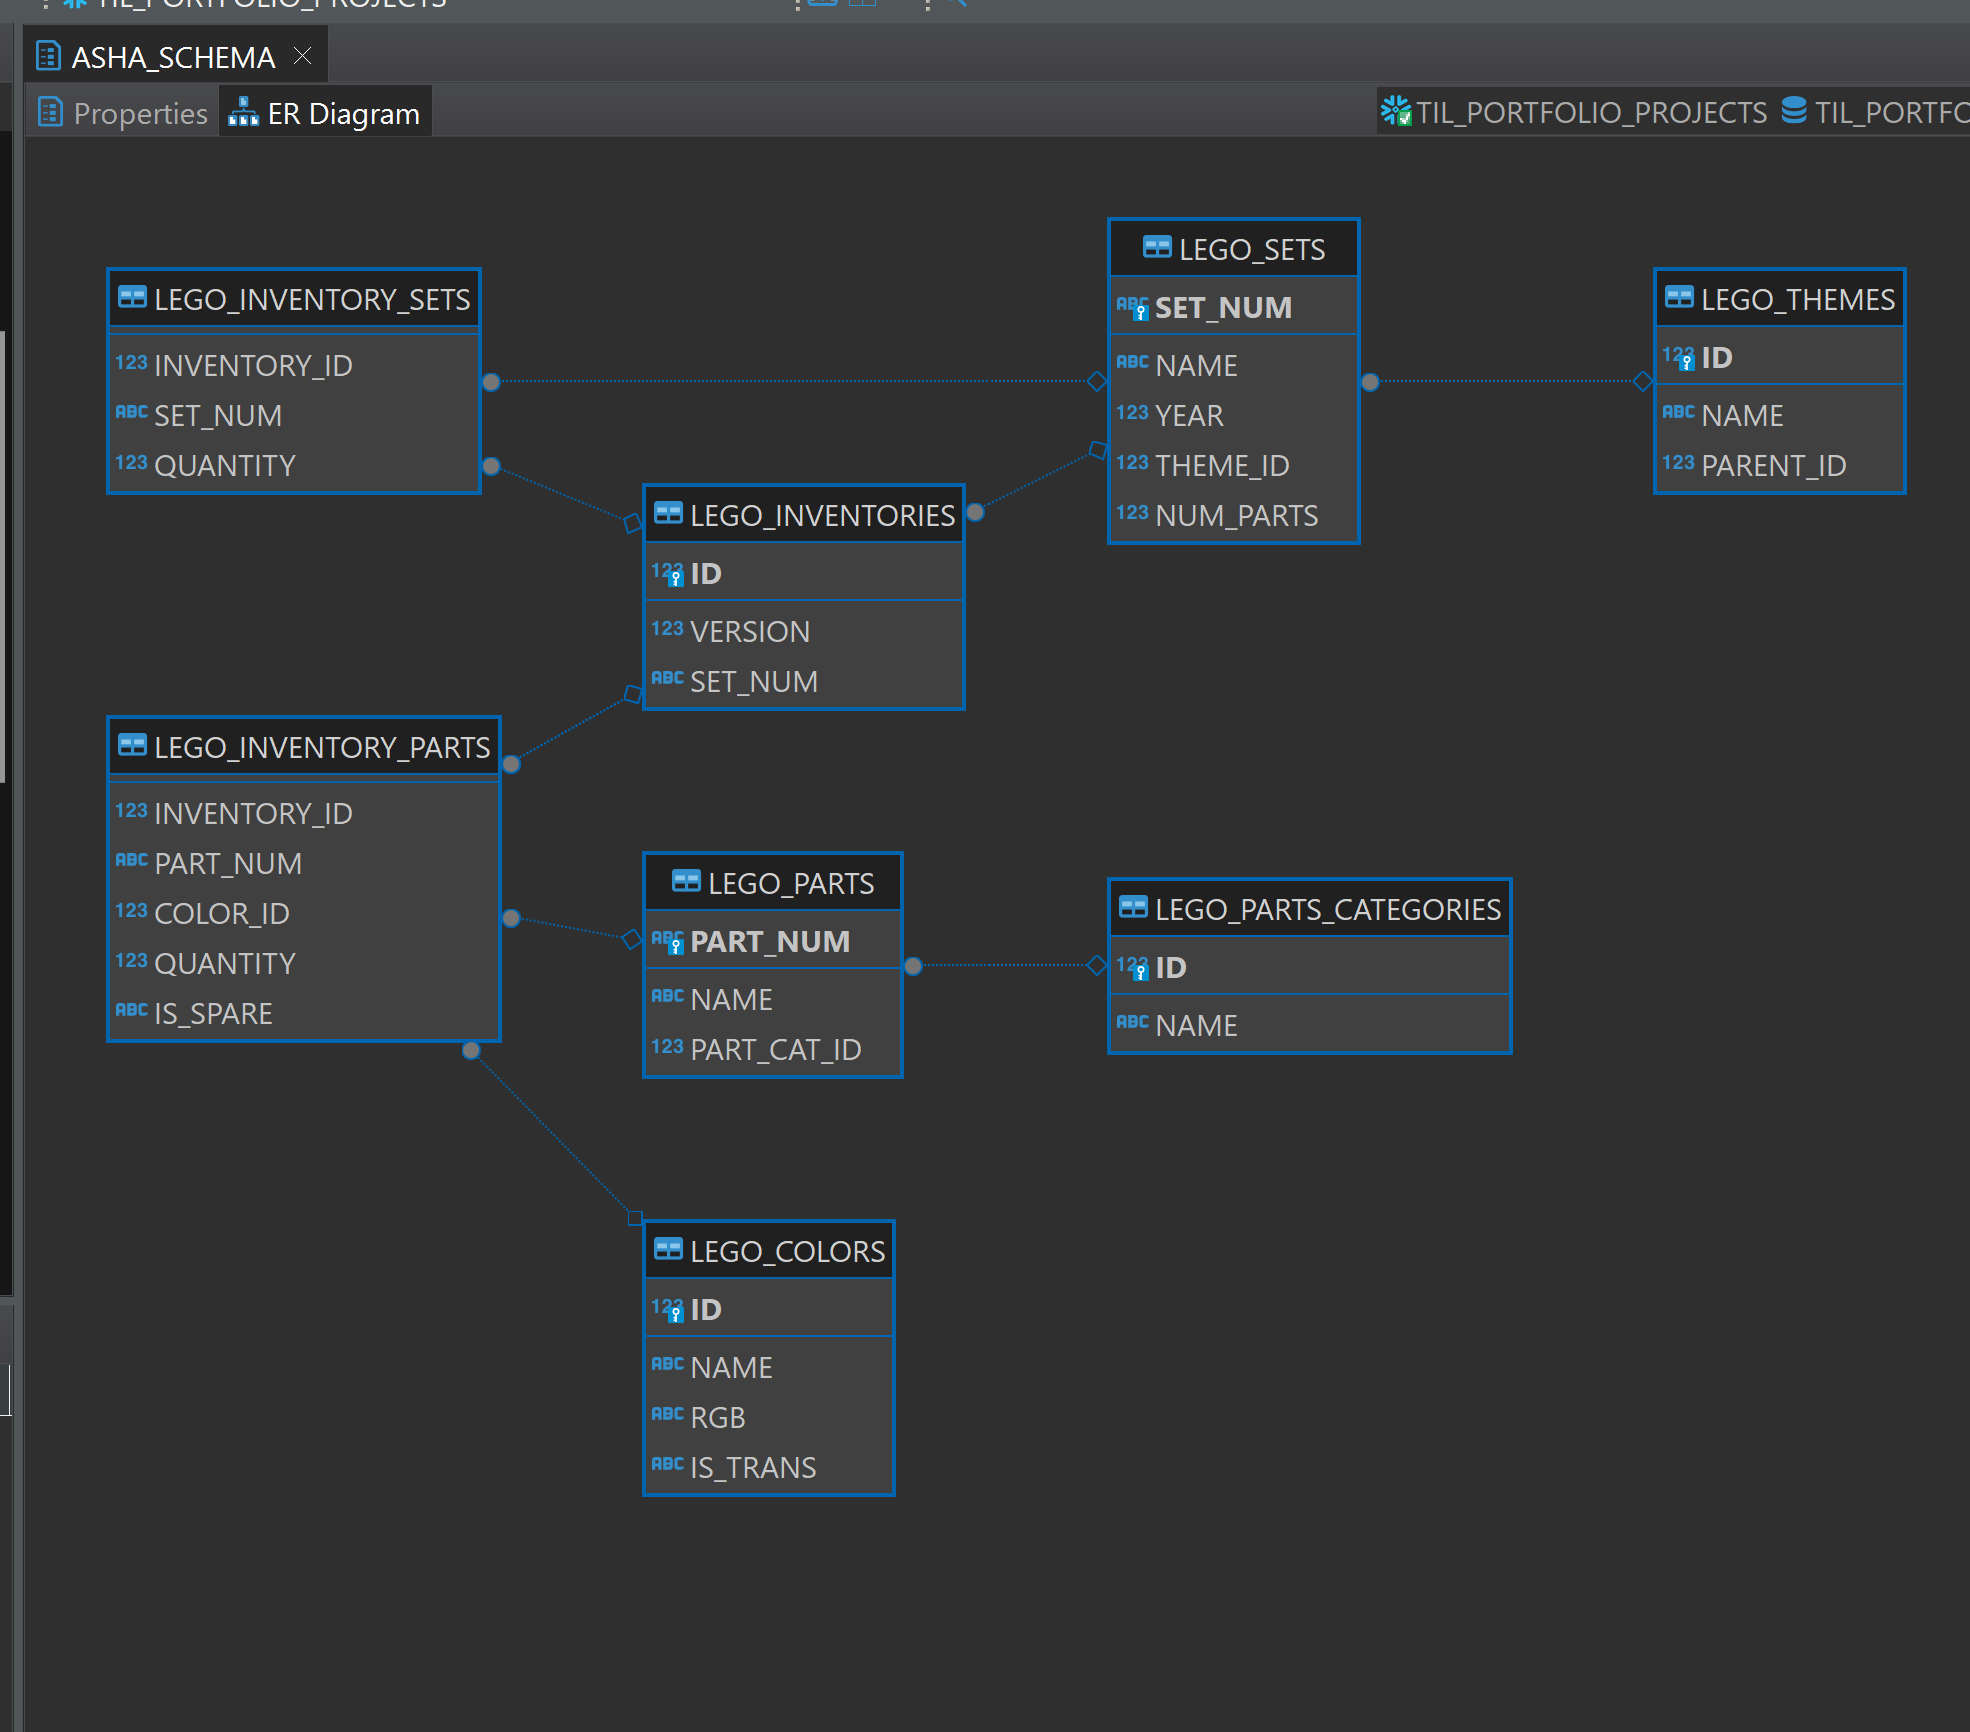 TIL_PORTFOLIO_PROJECTS
ASHA_SCHEMA
Properties
ER Diagram
TIL_PORTFOLIO_PROJECTS
LEGO_INVENTORY_SETS
123 INVENTORY_ID
ABC SET_NUM
123 QUANTITY
LEGO_SETS
ABC SET_NUM
ABC NAME
123 YEAR
123 THEME_ID
123 NUM_PARTS
LEGO_THEMES
123 ID
ABC NAME
123 PARENT_ID
LEGO_INVENTORIES
123 ID
123 VERSION
ABC SET_NUM
LEGO_INVENTORY_PARTS
123 INVENTORY_ID
ABC PART_NUM
123 COLOR_ID
123 QUANTITY
ABC IS_SPARE
LEGO_PARTS
ABC PART_NUM
ABC NAME
123 PART_CAT_ID
LEGO_PARTS_CATEGORIES
123 ID
ABC NAME
LEGO_COLORS
123 ID
ABC NAME
ABC RGB
ABC IS_TRANS